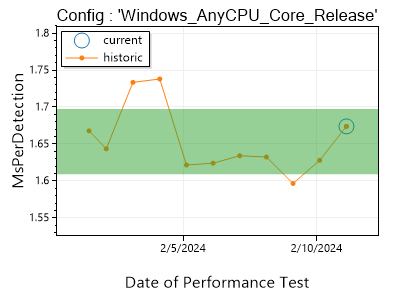 Config : 'Windows_AnyCPU_Core_Release'
current
historic
1.8
1.75
1.7
1.65
1.6
1.55
MsPerDetection
2/5/2024
2/10/2024
Date of Performance Test